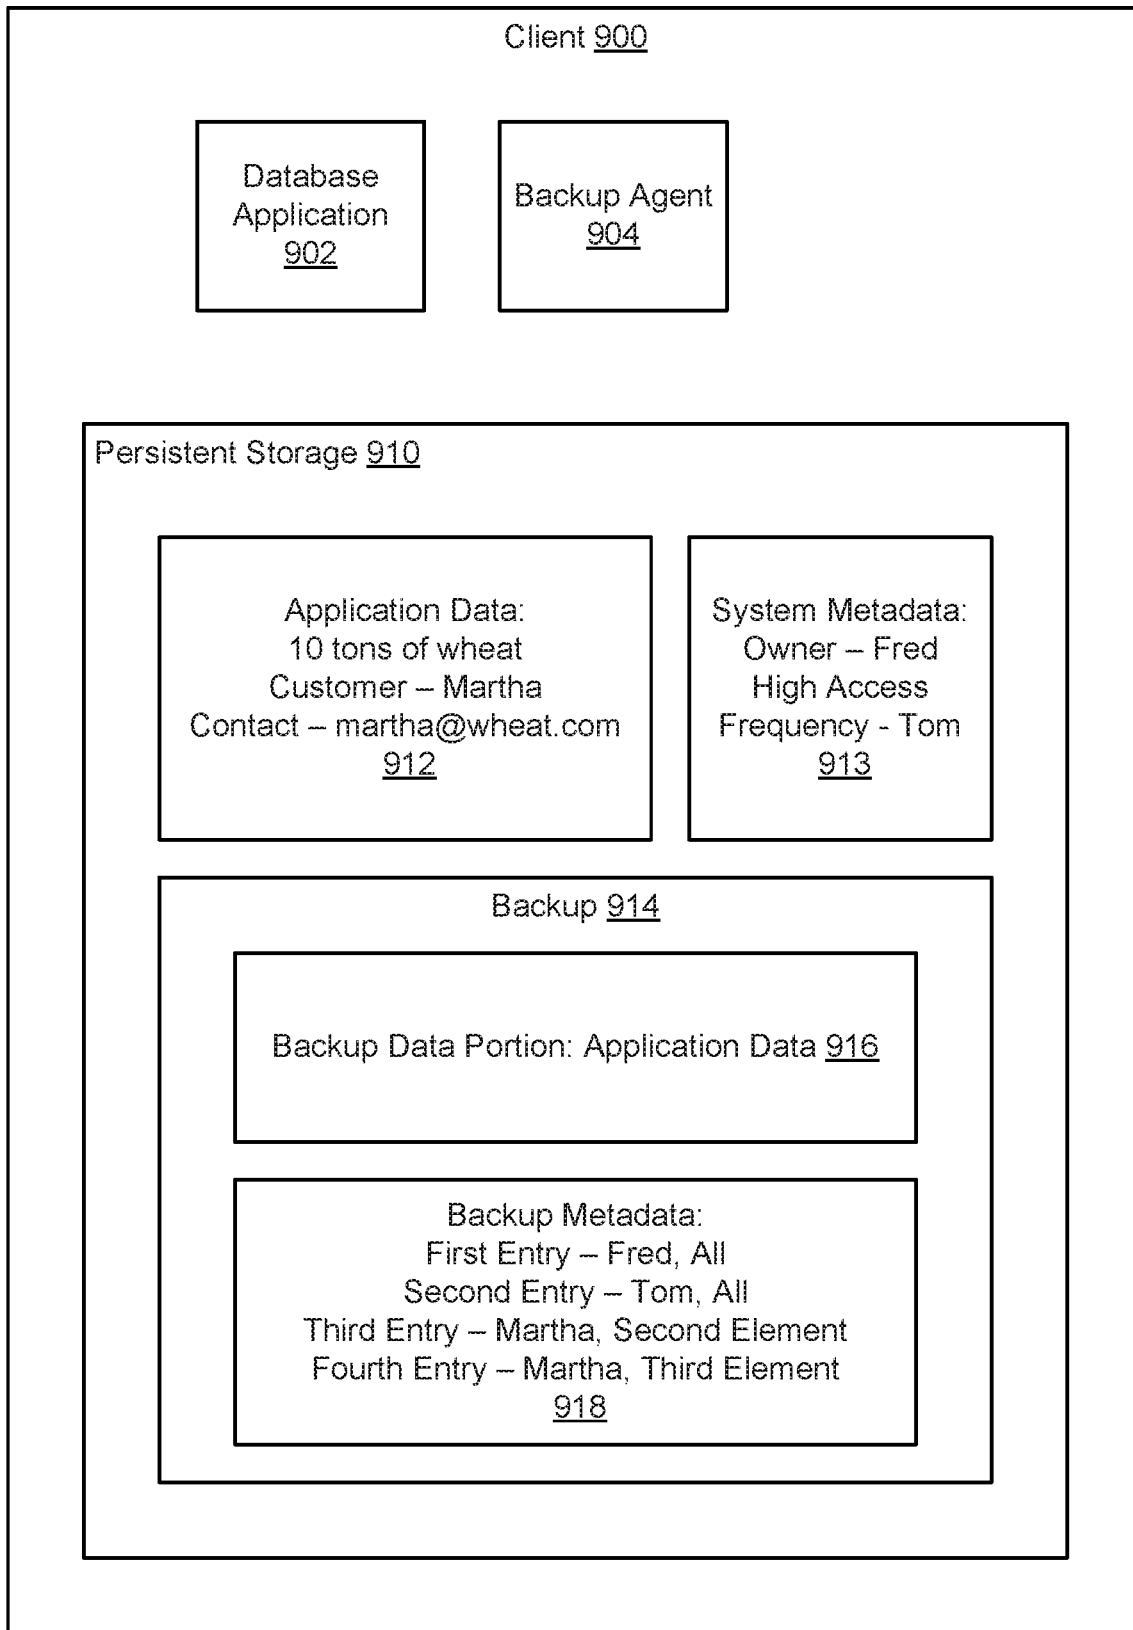 Client 900
Database
Application
902
Backup Agent
904
Persistent Storage 910
Application Data:
10 tons of wheat
Customer – Martha
Contact – martha@wheat.com
912
System Metadata:
Owner – Fred
High Access
Frequency - Tom
913
Backup 914
Backup Data Portion: Application Data 916
Backup Metadata:
First Entry – Fred, All
Second Entry – Tom, All
Third Entry – Martha, Second Element
Fourth Entry – Martha, Third Element
918